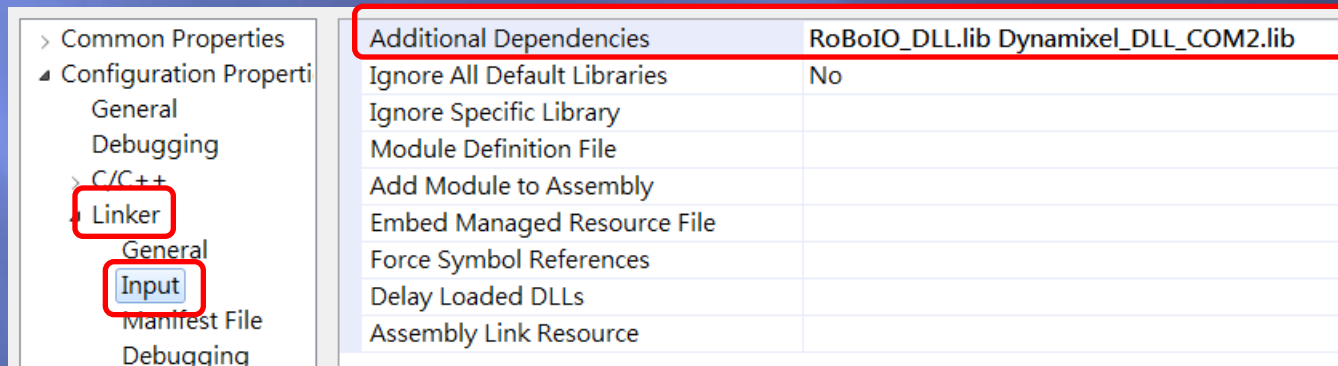 Common Properties
Configuration Properti
General
Debugging
C/C++
Linker
General
Input
Manifest File
Debugging
Additional Dependencies RoBoIO_DLL.lib Dynamixel_DLL_COM2.lib
Ignore All Default Libraries No
Ignore Specific Library
Module Definition File
Add Module to Assembly
Embed Managed Resource File
Force Symbol References
Delay Loaded DLLs
Assembly Link Resource